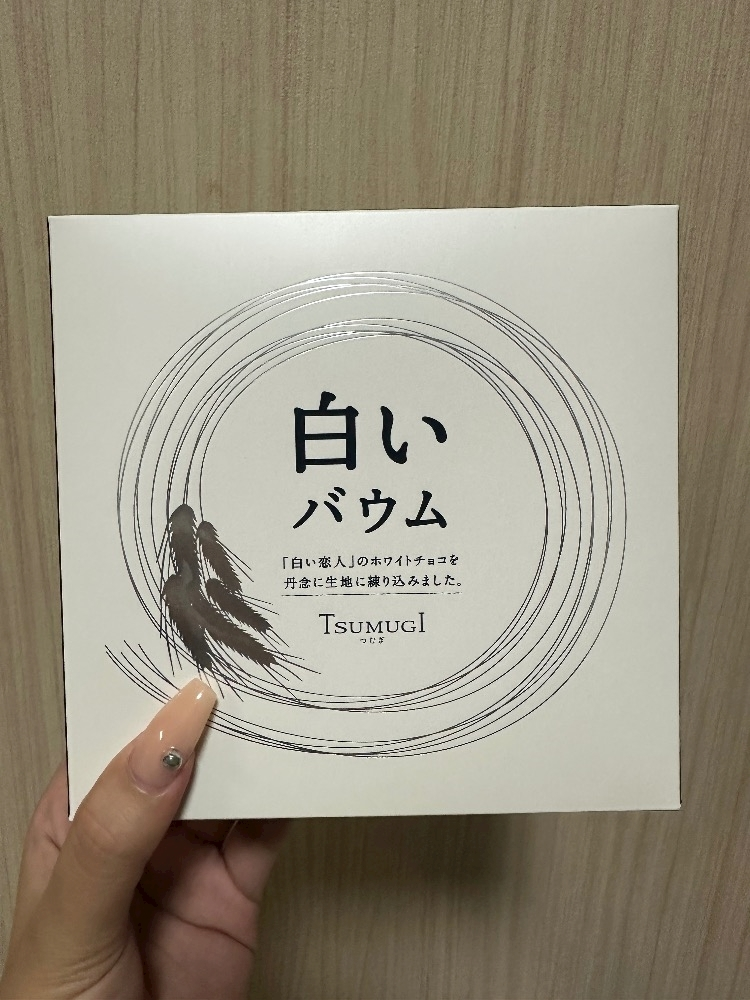 白い
バウム
「白い恋人」のホワイトチョコを
丹念に生地に練り込みました。
TSUMUGI
つむぎ